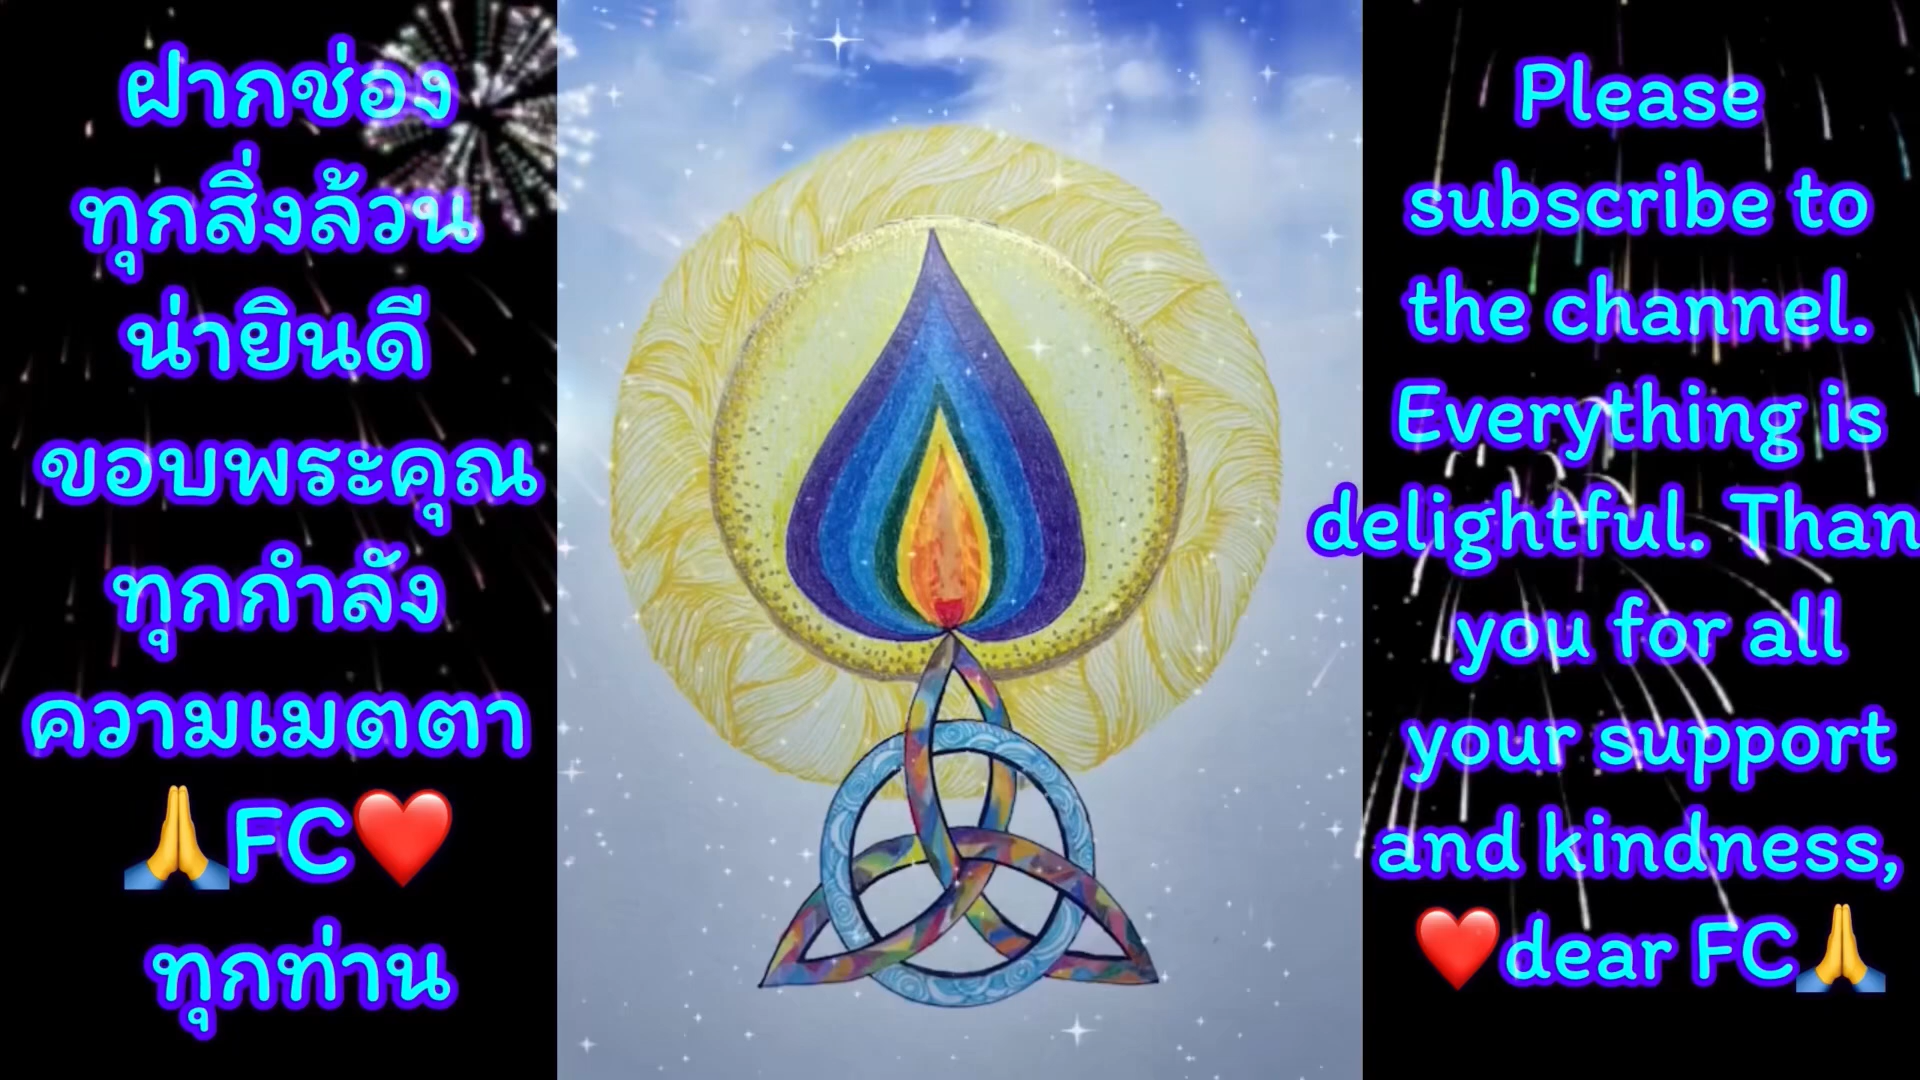 ฝากช่อง
ทุกสิ่งล้วน
น่ายินดี
ขอบพระคุณ
ทุกกำลัง
ความเมตตา
🙏FC❤️
ทุกท่าน
Please
subscribe to
the channel.
Everything is
delightful. Than
you for all
your support
and kindness,
❤️dear FC🙏